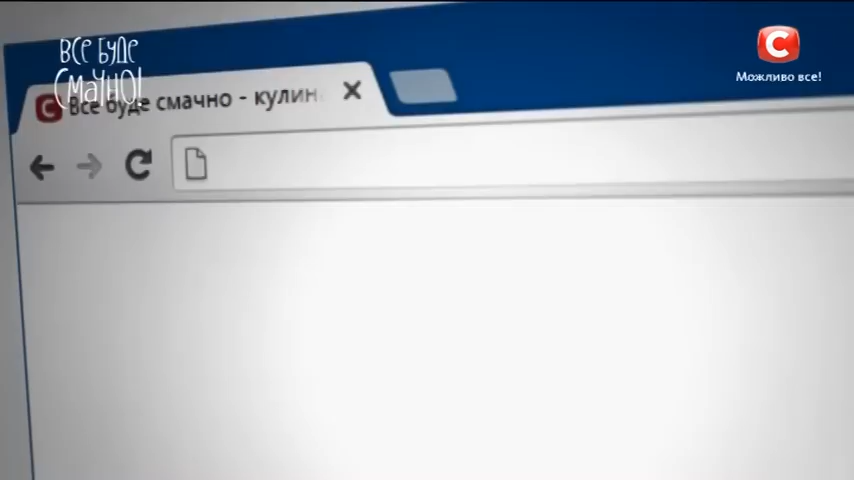 ВСЕ БУДЕ
СМАЧНО!
С
Можливо все!
С Все буде смачно - кулин